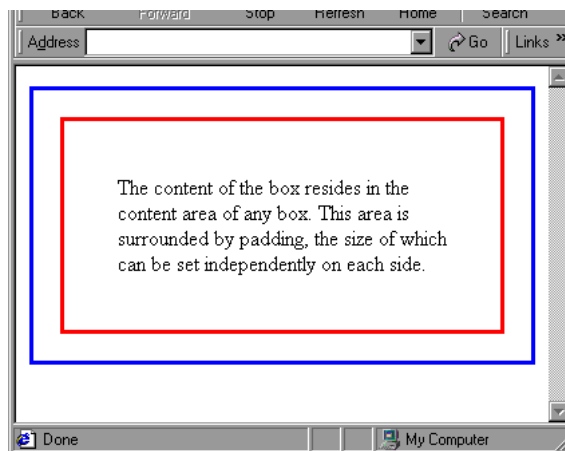 Back Forward Stop Refresh Home Search
Address Go Links »
The content of the box resides in the
content area of any box. This area is
surrounded by padding, the size of which
can be set independently on each side.
Done My Computer